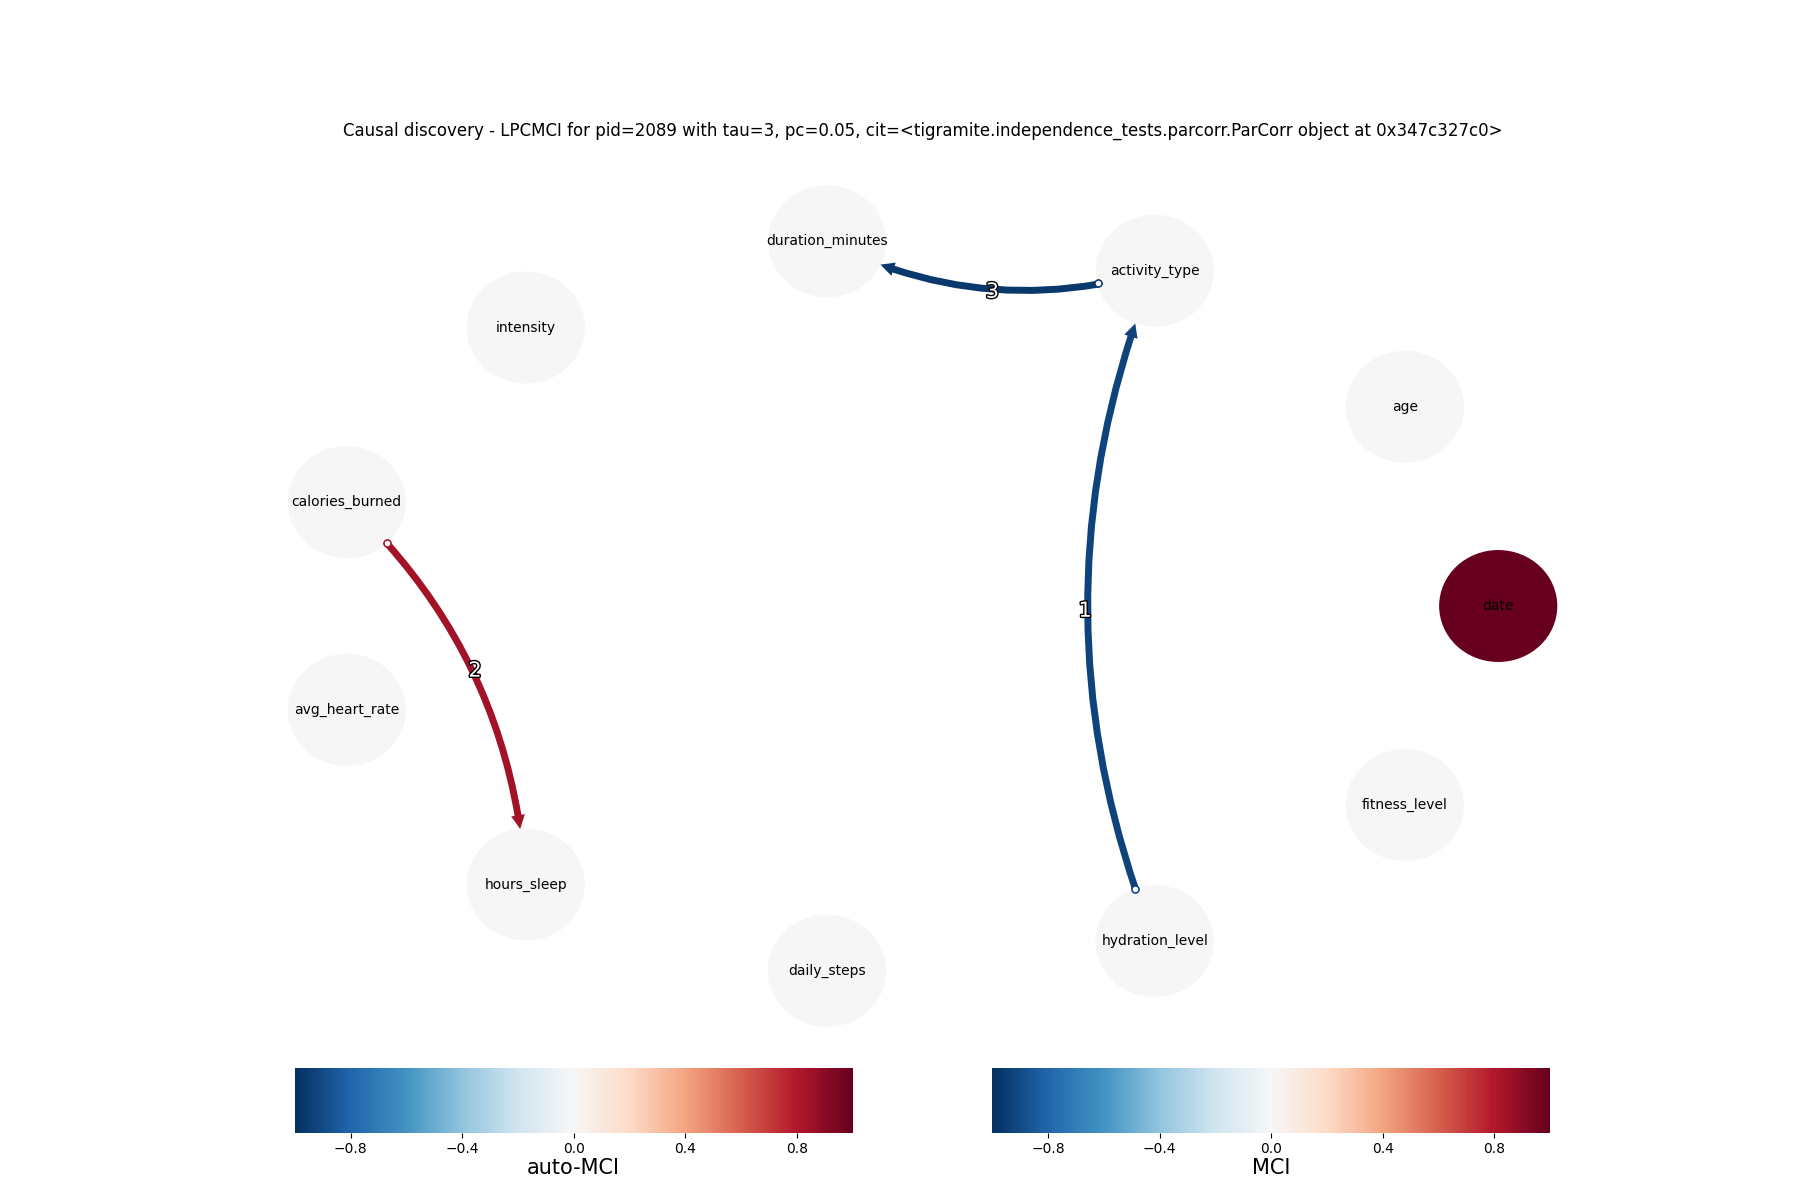 Causal discovery - LPCMCI for pid=2089 with tau=3, pc=0.05, cit=<tigramite.independence_tests.parcorr.ParCorr object at 0x347c327c0>
duration_minutes
activity_type
3
intensity
age
calories_burned
date
1
2
avg_heart_rate
fitness_level
hours_sleep
hydration_level
daily_steps
−0.8 −0.4 0.0 0.4 0.8
auto-MCI
−0.8 −0.4 0.0 0.4 0.8
MCI